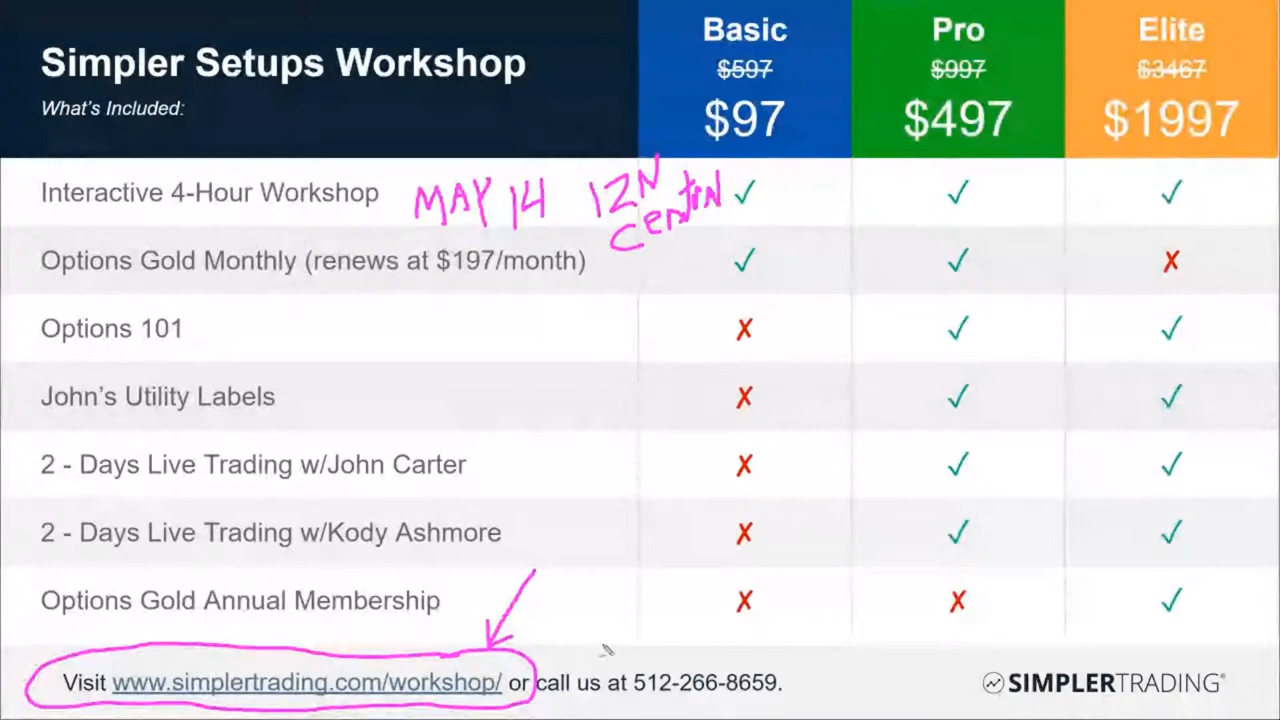 Simpler Setups Workshop
What's Included:
Basic
$597
$97
Pro
$997
$497
Elite
$3467
$1997
Interactive 4-Hour Workshop MAY 14 12N ✓ ✓ ✓
Options Gold Monthly (renews at $197/month) ✓ ✓ ✗
Options 101 ✗ ✓ ✓
John's Utility Labels ✗ ✓ ✓
2 - Days Live Trading w/John Carter ✗ ✓ ✓
2 - Days Live Trading w/Kody Ashmore ✗ ✓ ✓
Options Gold Annual Membership ✗ ✗ ✓
Visit www.simplertrading.com/workshop/ or call us at 512-266-8659.
SIMPLERTRADING®